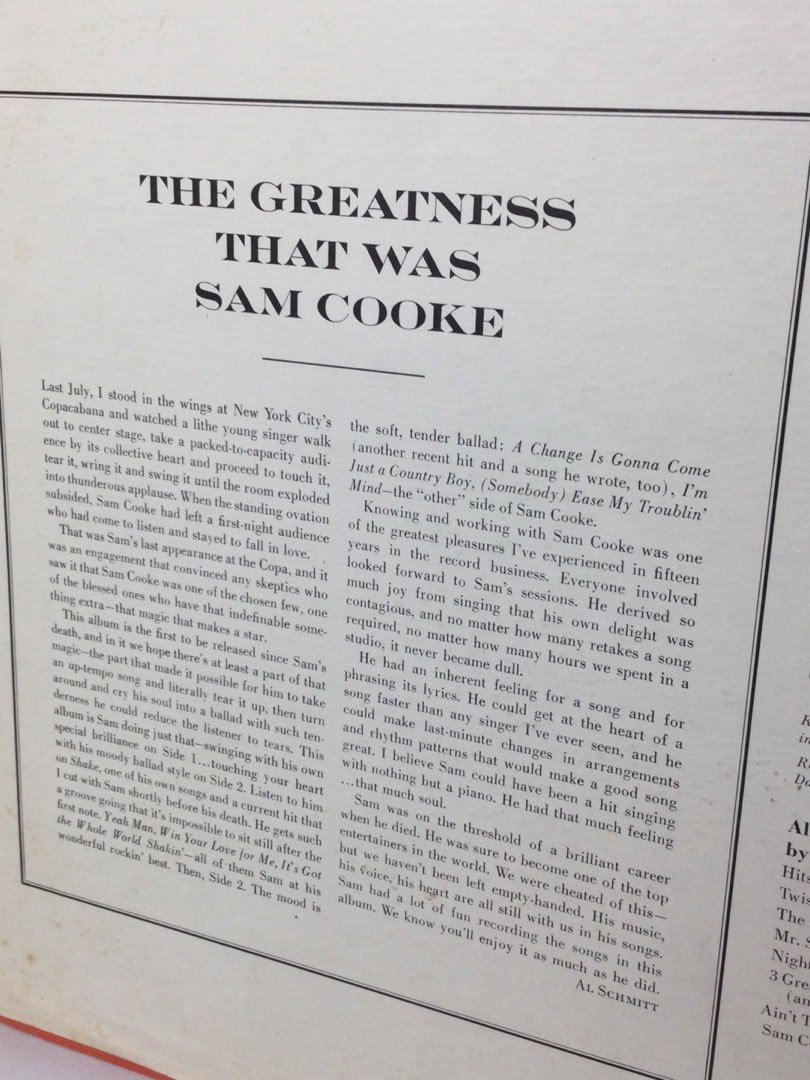 THE GREATNESS
THAT WAS
SAM COOKE
Last July, I stood in the wings at New York City's
Copacabana and watched a lithe young singer walk
out to center stage, take a packed-to-capacity audi-
ence by its collective heart and proceed to touch it,
tear it, wring it and swing it until the room exploded
into thunderous applause. When the standing ovation
subsided, Sam Cooke had left a first-night audience
who had come to listen and stayed to fall in love.
That was Sam's last appearance at the Copa, and it
was an engagement that convinced any skeptics who
saw it that Sam Cooke was one of the chosen few, one
of the blessed ones who have that indefinable some-
thing extra—that magic that makes a star.
This album is the first to be released since Sam's
death, and in it we hope there's at least a part of that
magic—the part that made it possible for him to take
an up-tempo song and literally tear it up, then turn
around and cry his soul into a ballad with such ten-
derness he could reduce the listener to tears. This
album is Sam doing just that—swinging with his own
special brilliance on Side 1...touching your heart
with his moody ballad style on Side 2. Listen to him
on Shake, one of his own songs and a current hit that
I cut with Sam shortly before his death. He gets such
a groove going that it's impossible to sit still after the
first note. Yeah Man, Win Your Love for Me, It's Got
the Whole World Shakin'—all of them Sam at his
wonderful rockin' best. Then, Side 2. The mood is
the soft, tender ballad: A Change Is Gonna Come
(another recent hit and a song he wrote, too), I'm
Just a Country Boy, (Somebody) Ease My Troublin'
Mind—the "other" side of Sam Cooke.
Knowing and working with Sam Cooke was one
of the greatest pleasures I've experienced in fifteen
years in the record business. Everyone involved
looked forward to Sam's sessions. He derived so
much joy from singing that his own delight was
contagious, and no matter how many retakes a song
required, no matter how many hours we spent in a
studio, it never became dull.
He had an inherent feeling for a song and for
phrasing its lyrics. He could get at the heart of a
song faster than any singer I've ever seen, and he
could make last-minute changes in arrangements
and rhythm patterns that would make a good song
great. I believe Sam could have been a hit singing
with nothing but a piano. He had that much feeling
...that much soul.
Sam was on the threshold of a brilliant career
when he died. He was sure to become one of the top
entertainers in the world. We were cheated of this—
but we haven't been left empty-handed. His music,
his voice, his heart are all still with us in his songs.
Sam had a lot of fun recording the songs in this
album. We know you'll enjoy it as much as he did.
AL SCHMITT
by
Hits
The
Mr.
Night
3
Ain't
Sam